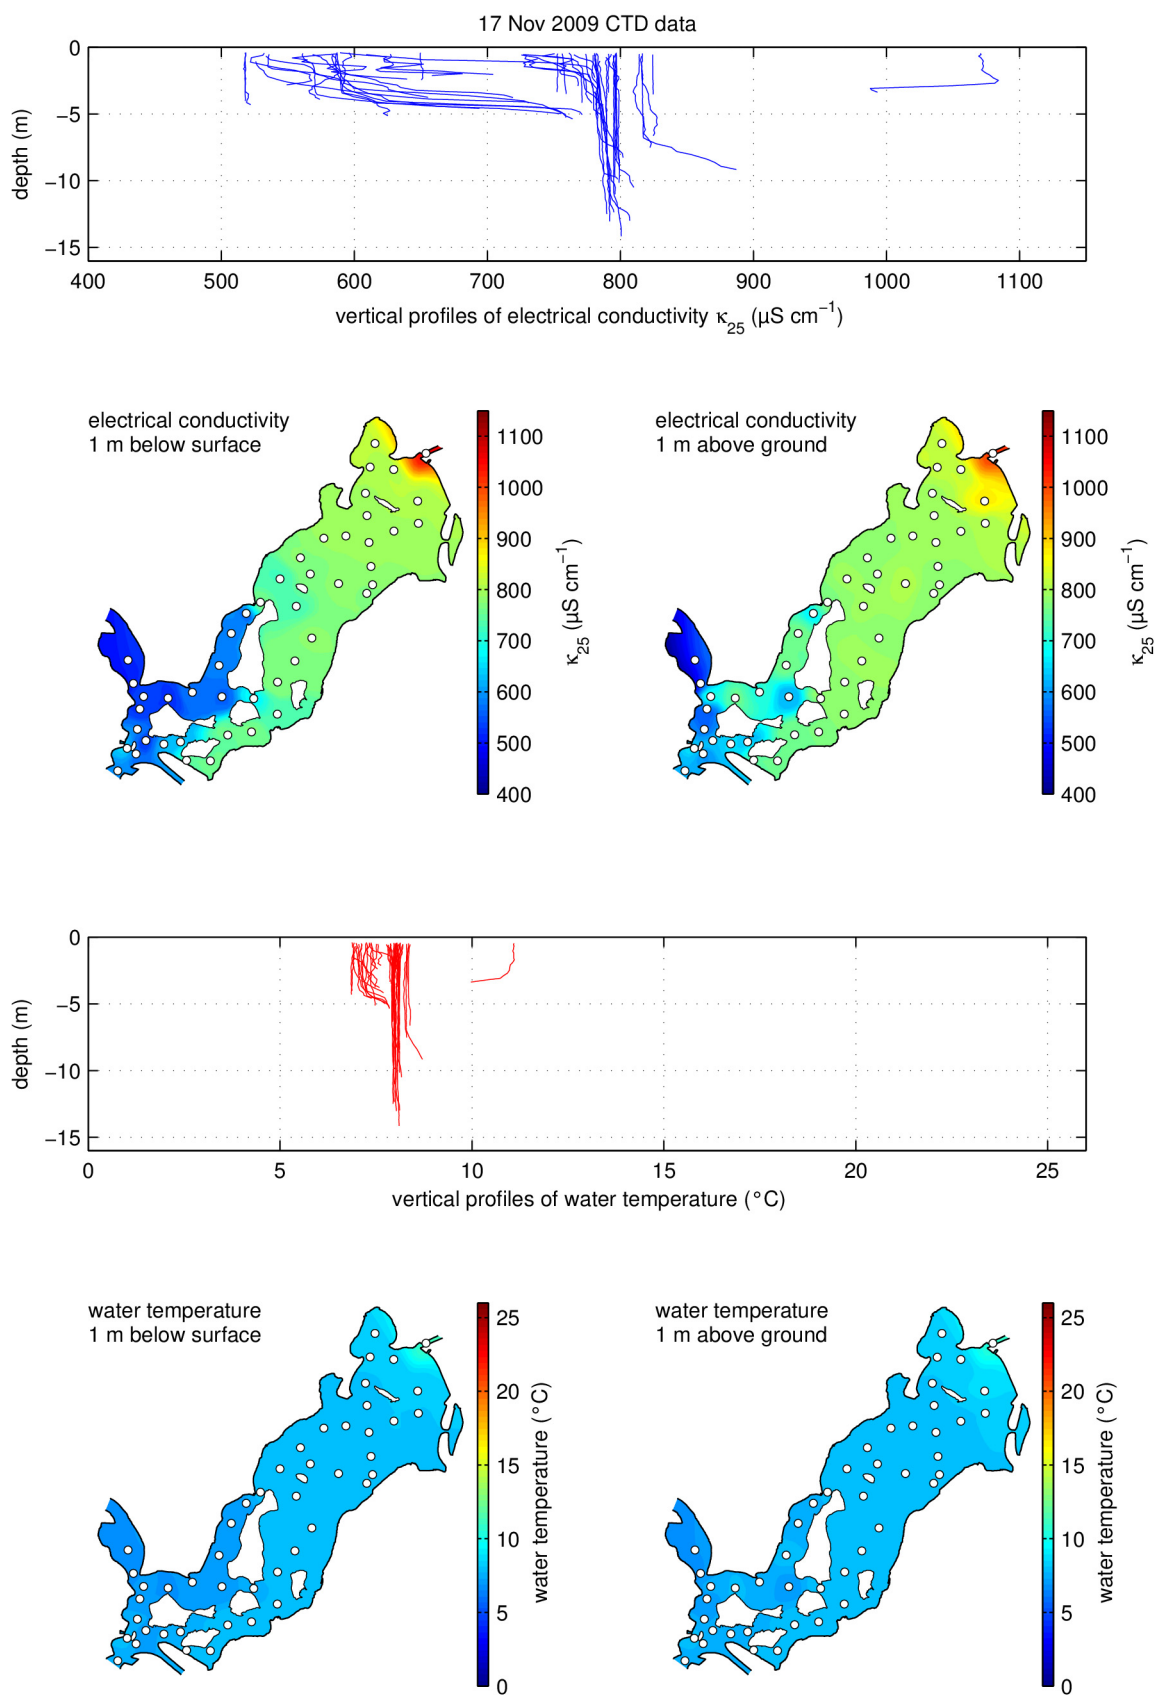 17 Nov 2009 CTD data
0
−5
−10
−15
depth (m)
400 500 600 700 800 900 1000 1100
vertical profiles of electrical conductivity κ25 (µS cm−1)
electrical conductivity
1 m below surface
1100
1000
900
800
700
600
500
400
κ25 (µS cm−1)
electrical conductivity
1 m above ground
1100
1000
900
800
700
600
500
400
κ25 (µS cm−1)
0
−5
−10
−15
depth (m)
0 5 10 15 20 25
vertical profiles of water temperature (°C)
water temperature
1 m below surface
25
20
15
10
5
0
water temperature (°C)
water temperature
1 m above ground
25
20
15
10
5
0
water temperature (°C)